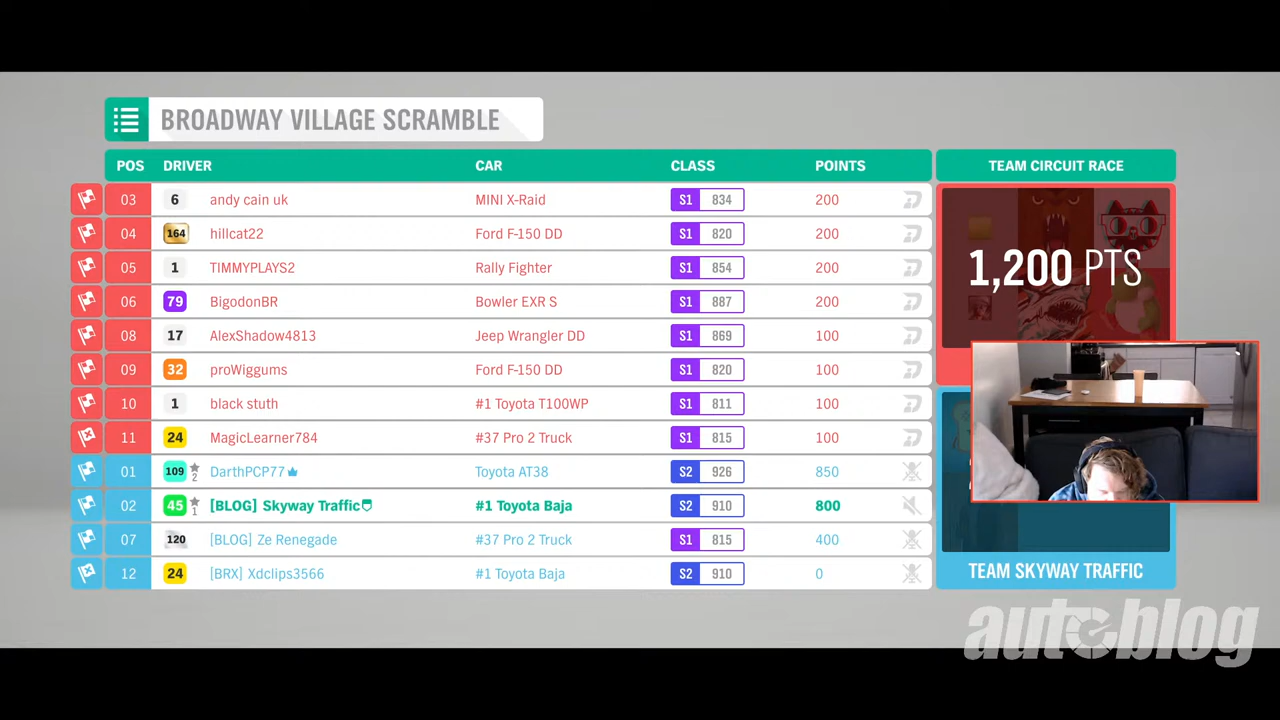 BROADWAY VILLAGE SCRAMBLE
POS DRIVER CAR CLASS POINTS TEAM CIRCUIT RACE
03 6 andy cain uk MINI X-Raid S1 834 200
04 164 hillcat22 Ford F-150 DD S1 820 200
05 1 TIMMYPLAYS2 Rally Fighter S1 854 200
06 79 BigodonBR Bowler EXR S S1 887 200
08 17 AlexShadow4813 Jeep Wrangler DD S1 869 100
09 32 proWiggums Ford F-150 DD S1 820 100
10 1 black stuth #1 Toyota T100WP S1 811 100
11 24 MagicLearner784 #37 Pro 2 Truck S1 815 100
01 109 2 DarthPCP77 Toyota AT38 S2 926 850
02 45 1 [BLOG] Skyway Traffic #1 Toyota Baja S2 910 800
07 120 [BLOG] Ze Renegade #37 Pro 2 Truck S1 815 400
12 24 [BRX] Xdclips3566 #1 Toyota Baja S2 910 0
1,200 PTS
TEAM SKYWAY TRAFFIC
autoblog